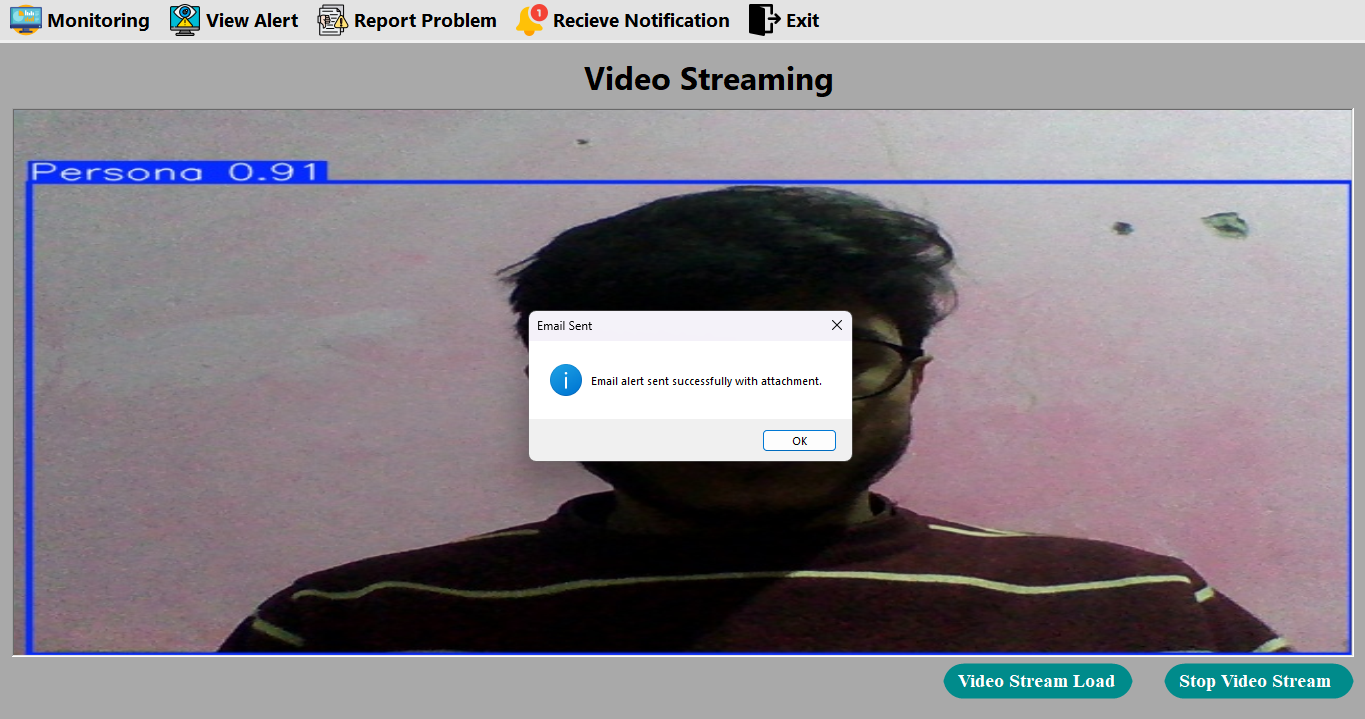 Monitoring View Alert Report Problem 1 Recieve Notification Exit
Video Streaming
Persona 0.91
Email Sent
Email alert sent successfully with attachment.
OK
Video Stream Load Stop Video Stream